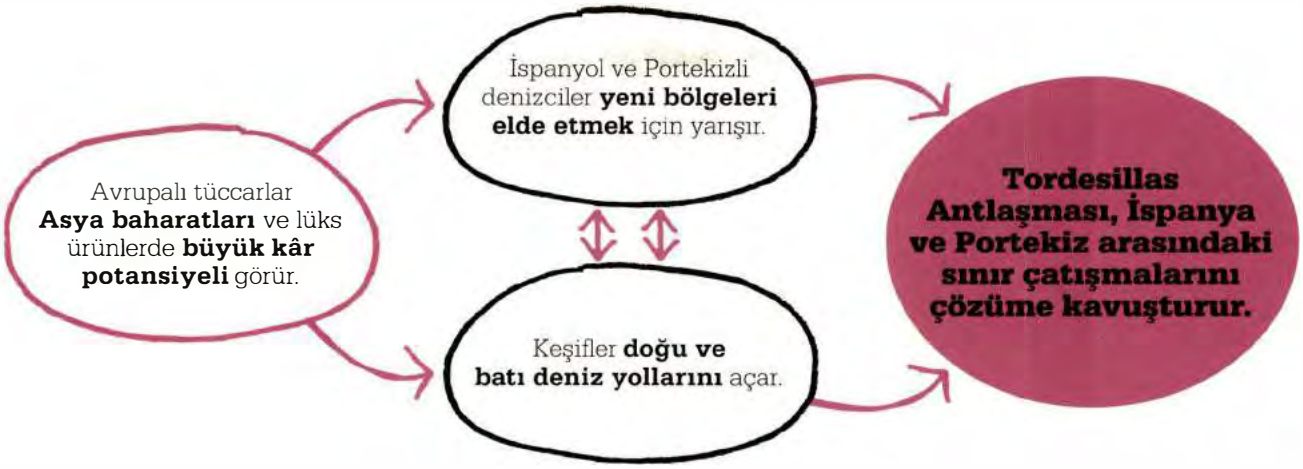 Avrupalı tüccarlar
Asya baharatları ve lüks
ürünlerde büyük kâr
potansiyeli görür.
İspanyol ve Portekizli
denizciler yeni bölgeleri
elde etmek için yarışır.
Keşifler doğu ve
batı deniz yollarını açar.
Tordesillas
Antlaşması, İspanya
ve Portekiz arasındaki
sınır çatışmalarını
çözüme kavuşturur.